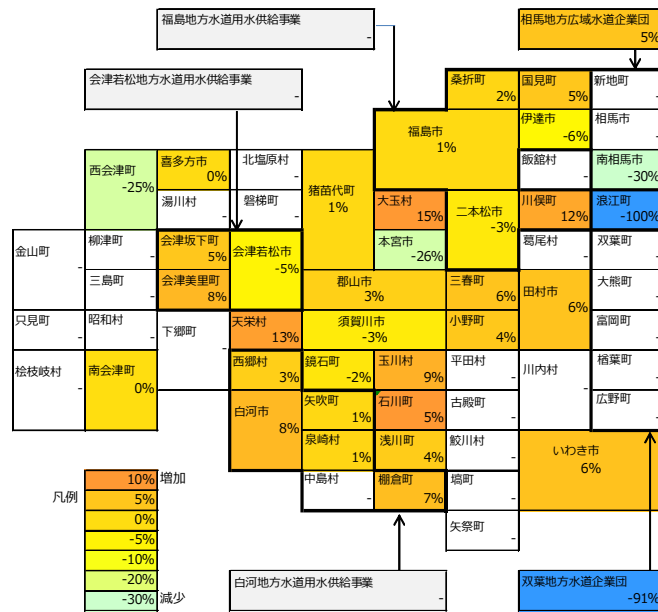 福島地方水道用水供給事業
-
相馬地方広域水道企業団
5%
会津若松地方水道用水供給事業
-
桑折町
2%
国見町
5%
新地町
-
福島市
1%
伊達市
-6%
相馬市
-
西会津町
-25%
喜多方市
0%
北塩原村
-
猪苗代町
1%
飯舘村
-
南相馬市
-30%
湯川村
-
磐梯町
-
大玉村
15%
二本松市
-3%
川俣町
12%
浪江町
-100%
金山町
-
柳津町
-
会津坂下町
5%
会津若松市
-5%
本宮市
-26%
葛尾村
-
双葉町
-
三島町
-
会津美里町
8%
郡山市
3%
三春町
6%
田村市
6%
大熊町
-
只見町
-
昭和村
-
下郷町
-
天栄村
13%
須賀川市
-3%
小野町
4%
富岡町
-
桧枝岐村
-
南会津町
0%
西郷村
3%
鏡石町
-2%
玉川村
9%
平田村
-
川内村
-
楢葉町
-
白河市
8%
矢吹町
1%
石川町
5%
古殿町
-
広野町
-
泉崎村
1%
浅川町
4%
鮫川村
-
いわき市
6%
中島村
-
棚倉町
7%
塙町
-
矢祭町
-
凡例
10% 増加
5%
0%
-5%
-10%
-20%
-30% 減少
白河地方水道用水供給事業
-
双葉地方水道企業団
-91%